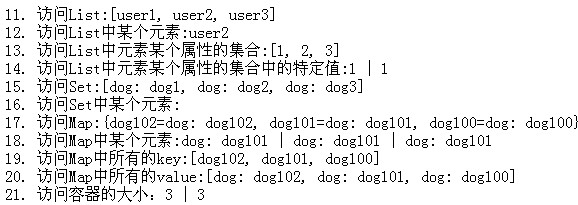 11. 访问List:[user1, user2, user3]
12. 访问List中某个元素:user2
13. 访问List中元素某个属性的集合:[1, 2, 3]
14. 访问List中元素某个属性的集合中的特定值:1 | 1
15. 访问Set:[dog: dog1, dog: dog2, dog: dog3]
16. 访问Set中某个元素:
17. 访问Map:{dog102=dog: dog102, dog101=dog: dog101, dog100=dog: dog100}
18. 访问Map中某个元素:dog: dog101 | dog: dog101 | dog: dog101
19. 访问Map中所有的key:[dog102, dog101, dog100]
20. 访问Map中所有的value:[dog: dog102, dog: dog101, dog: dog100]
21. 访问容器的大小：3 | 3